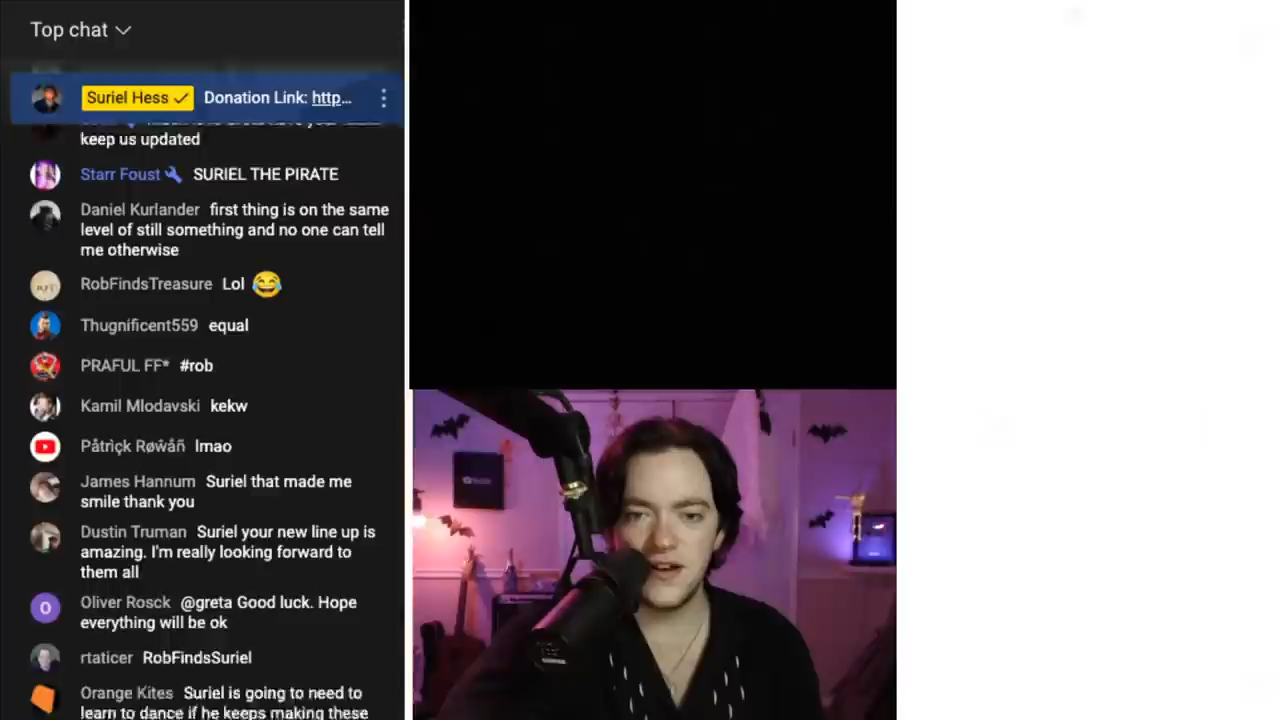 Top chat
Suriel Hess Donation Link: http...
keep us updated
Starr Foust SURIEL THE PIRATE
Daniel Kurlander first thing is on the same
level of still something and no one can tell
me otherwise
RobFindsTreasure Lol 😂
Thugnificent559 equal
PRAFUL FF* #rob
Kamil Mlodavski kekw
Påtrìçk Røŵåñ lmao
James Hannum Suriel that made me
smile thank you
Dustin Truman Suriel your new line up is
amazing. I'm really looking forward to
them all
O
Oliver Rosck @greta Good luck. Hope
everything will be ok
rtaticer RobFindsSuriel
Orange Kites Suriel is going to need to
learn to dance if he keeps making these